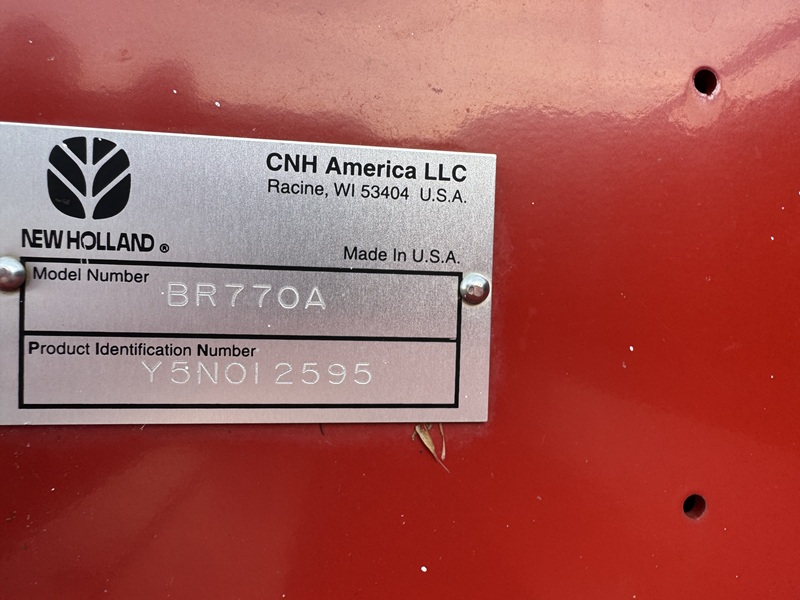 CNH America LLC
Racine, WI 53404 U.S.A.
NEW HOLLAND ®
Made In U.S.A.
Model Number
BR770A
Product Identification Number
Y5N012595